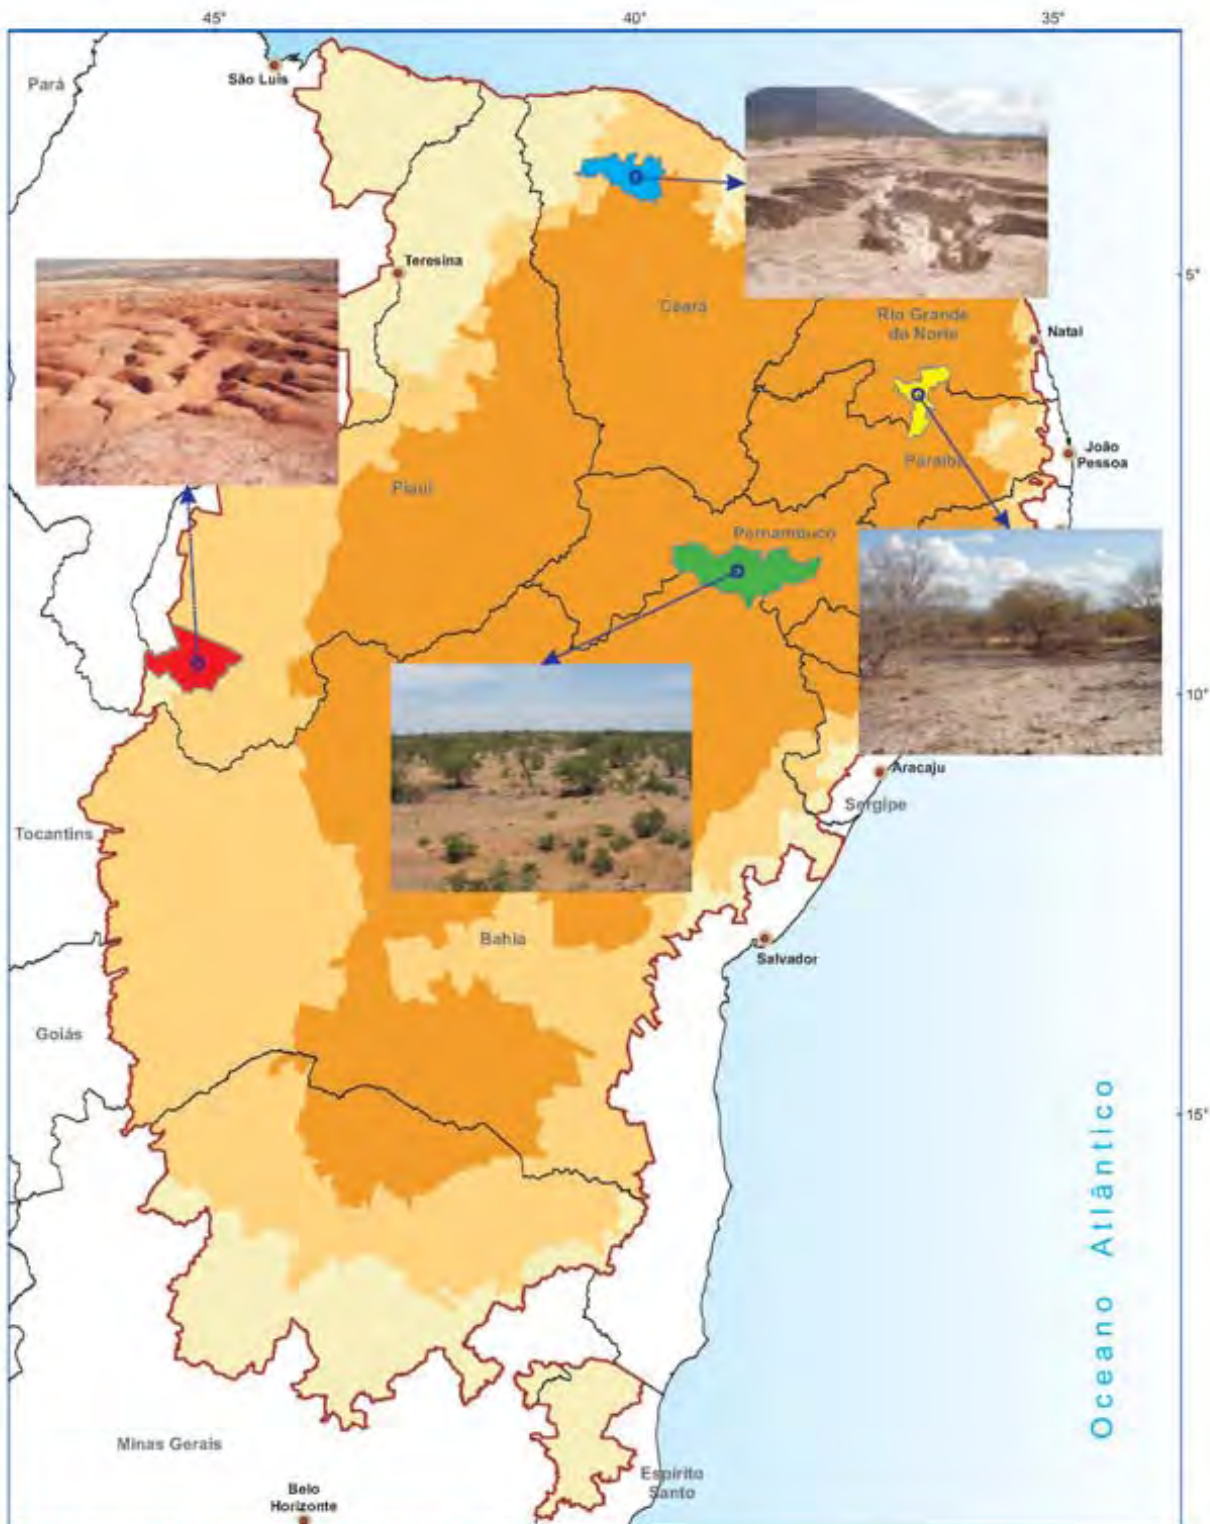 45°
40°
35°
Pará
São Luis
Teresina
Ceará
5°
Rio Grande
do Norte
Natal
João
Pessoa
Paraíba
Piauí
Pernambuco
10°
Aracaju
Sergipe
Tocantins
Bahia
Salvador
Goiás
15°
Oceano Atlântico
Minas Gerais
Espírito
Santo
Belo
Horizonte